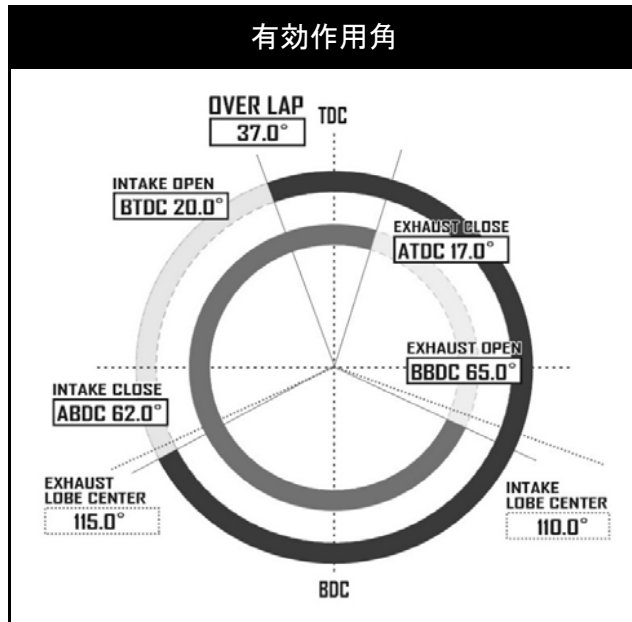 有効作用角
OVER LAP
37.0°
TDC
INTAKE OPEN
BTDC 20.0°
EXHAUST CLOSE
ATDC 17.0°
EXHAUST OPEN
BBDC 65.0°
INTAKE CLOSE
ABDC 62.0°
EXHAUST
LOBE CENTER
115.0°
INTAKE
LOBE CENTER
110.0°
BDC